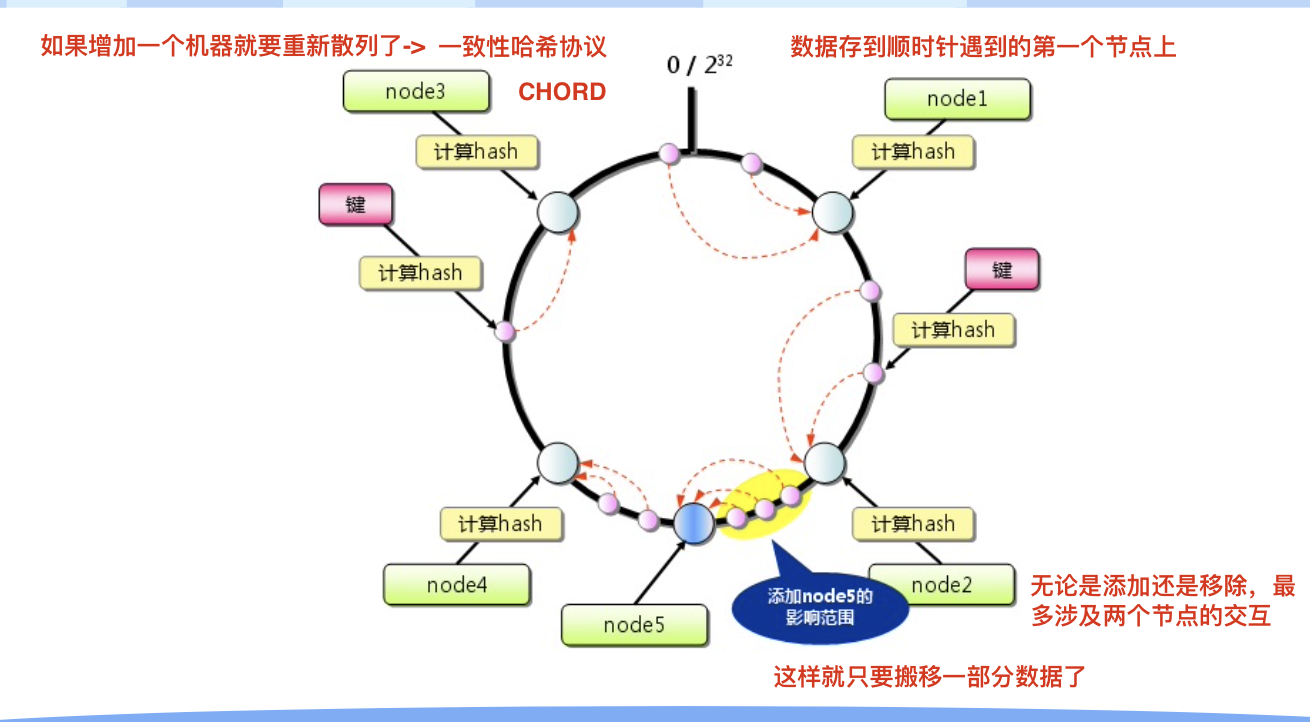 如果增加一个机器就要重新散列了-> 一致性哈希协议
数据存到顺时针遇到的第一个节点上
0 / 2³²
CHORD
node3
node1
计算hash
计算hash
键
键
计算hash
计算hash
计算hash
计算hash
node4
node2
添加node5的
影响范围
node5
无论是添加还是移除，最
多涉及两个节点的交互
这样就只要搬移一部分数据了